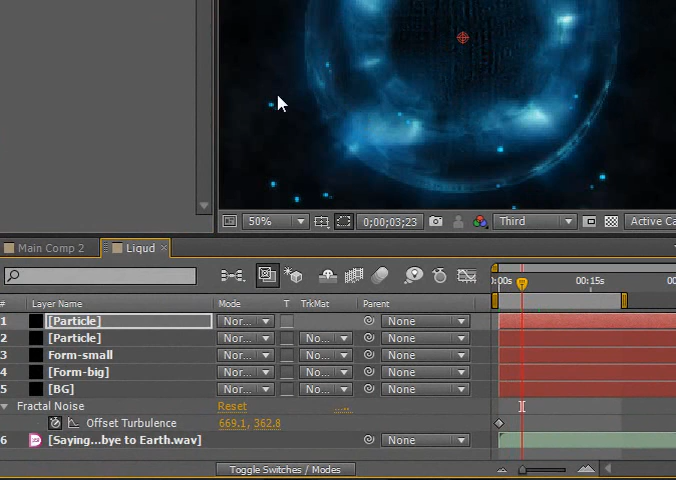 50% 0;00;03;23 Third Active Ca
Main Comp 2 Liqud ×
# Layer Name Mode T TrkMat Parent 0:00s 00:15s 00
1 [Particle] Nor... None
2 [Particle] Nor... No... None
3 Form-small Nor... No... None
4 [Form-big] Nor... No... None
5 [BG] Nor... No... None
Fractal Noise Reset .....
Offset Turbulence 669.1, 362.8
6 [Saying...bye to Earth.wav] None
Toggle Switches / Modes